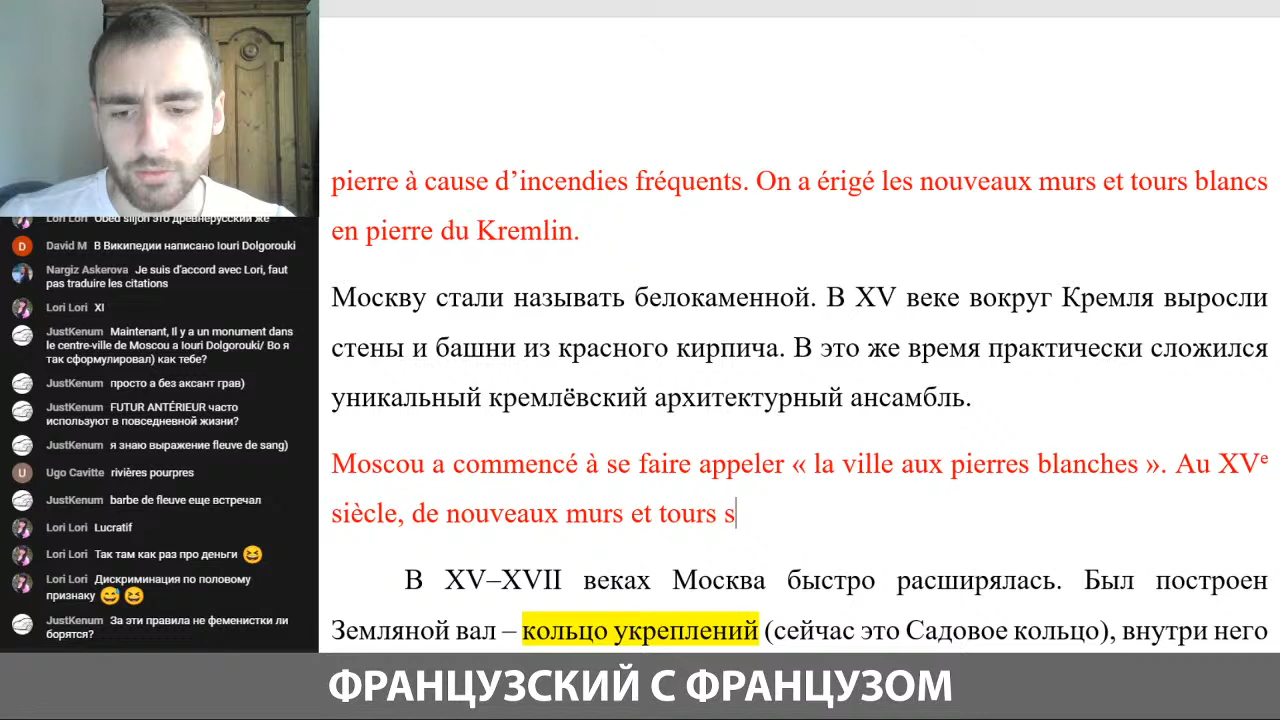 Lori Lori Obed siljon это древнерусский же
David M В Википедии написано Iouri Dolgorouki
Nargiz Askerova Je suis d'accord avec Lori, faut
pas traduire les citations
Lori Lori XI
JustKenum Maintenant, Il y a un monument dans
le centre-ville de Moscou a Iouri Dolgorouki/ Во я
так сформулировал) как тебе?
JustKenum просто а без аксант грав)
JustKenum FUTUR ANTÉRIEUR часто
используют в повседневной жизни?
JustKenum я знаю выражение fleuve de sang)
Ugo Cavitte rivières pourpres
JustKenum barbe de fleuve еще встречал
Lori Lori Lucratif
Lori Lori Так там как раз про деньги 😆
Lori Lori Дискриминация по половому
признаку 😅 😆
JustKenum За эти правила не феменистки ли
борятся?
pierre à cause d’incendies fréquents. On a érigé les nouveaux murs et tours blancs
en pierre du Kremlin.
Москву стали называть белокаменной. В XV веке вокруг Кремля выросли
стены и башни из красного кирпича. В это же время практически сложился
уникальный кремлёвский архитектурный ансамбль.
Moscou a commencé à se faire appeler « la ville aux pierres blanches ». Au XVᵉ
siècle, de nouveaux murs et tours s
В XV–XVII веках Москва быстро расширялась. Был построен
Земляной вал – кольцо укреплений (сейчас это Садовое кольцо), внутри него
ФРАНЦУЗСКИЙ С ФРАНЦУЗОМ